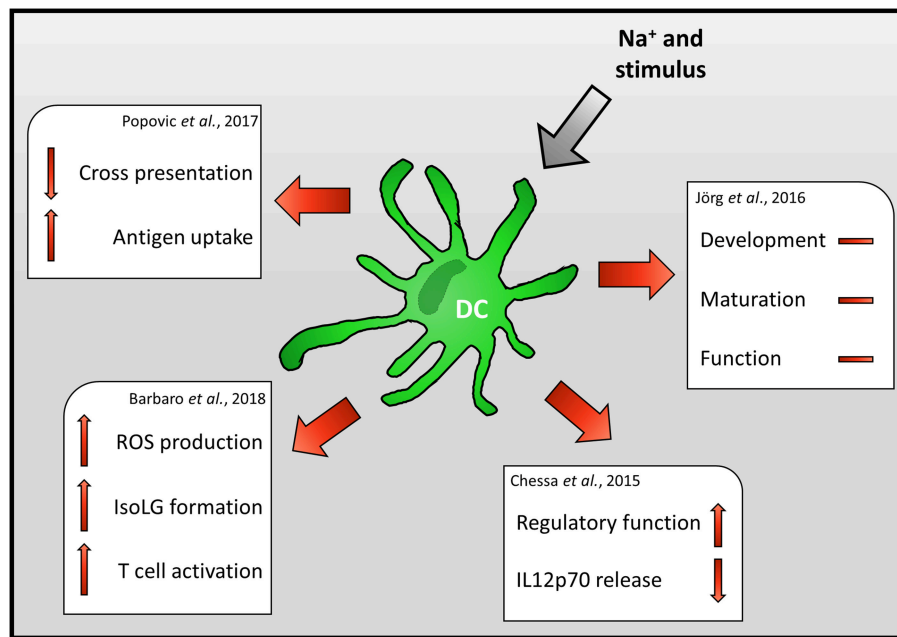 Na⁺ and
stimulus
Popovic et al., 2017
Cross presentation
Antigen uptake
DC
Jörg et al., 2016
Development
Maturation
Function
Barbaro et al., 2018
ROS production
IsoLG formation
T cell activation
Chessa et al., 2015
Regulatory function
IL12p70 release